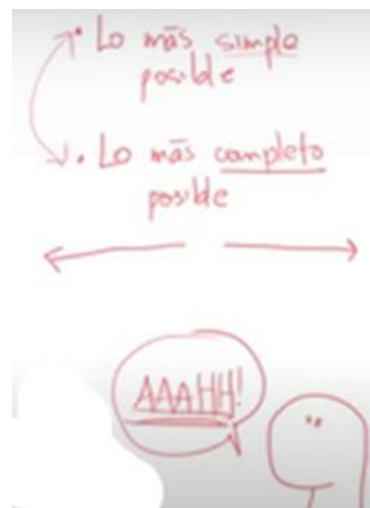 • Lo más simple
posible
• Lo más completo
posible
AAAHH!